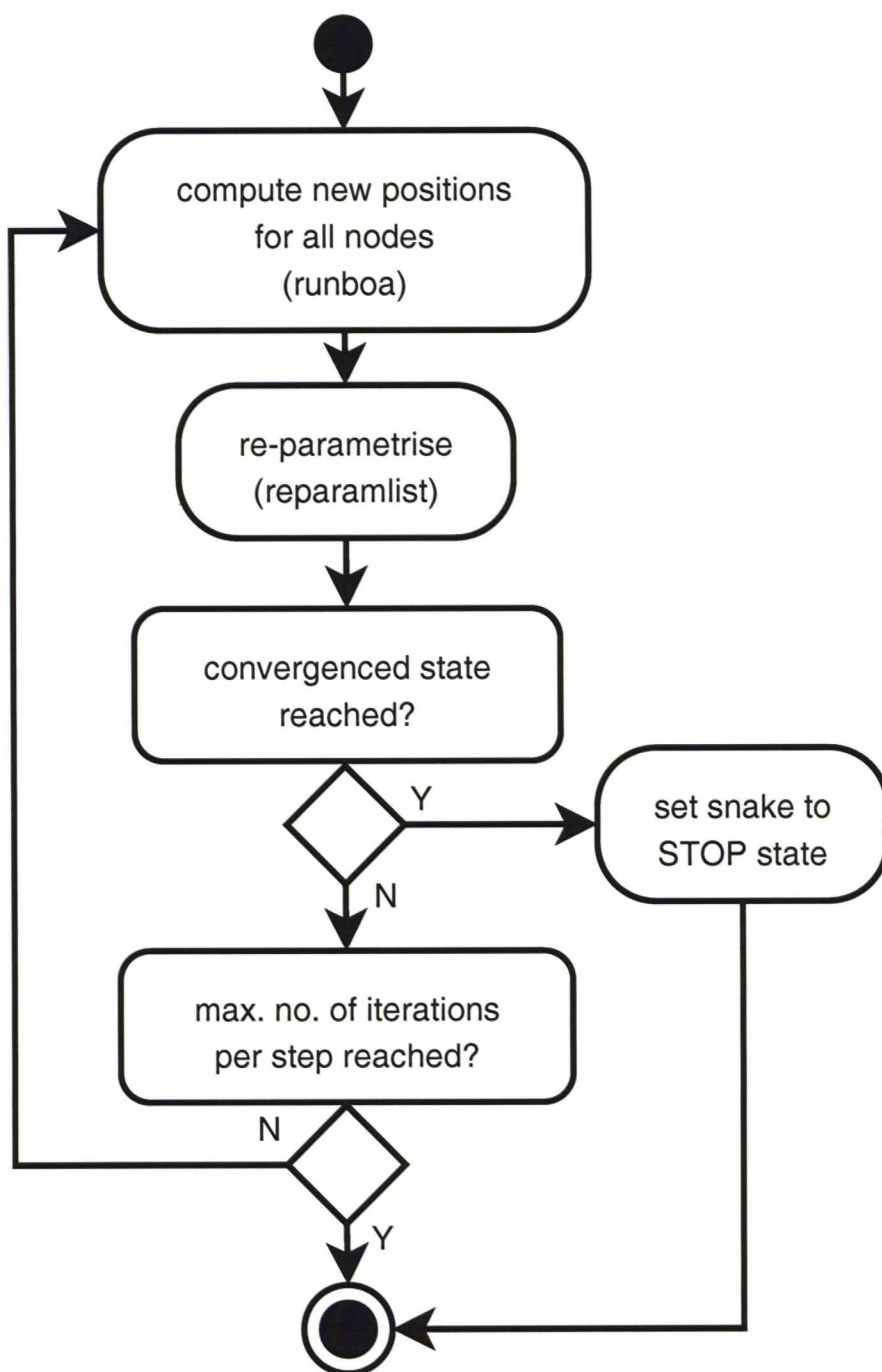 compute new positions
for all nodes
(runboa)
re-parametrise
(reparamlist)
convergenced state
reached?
Y
set snake to
STOP state
N
max. no. of iterations
per step reached?
N
Y